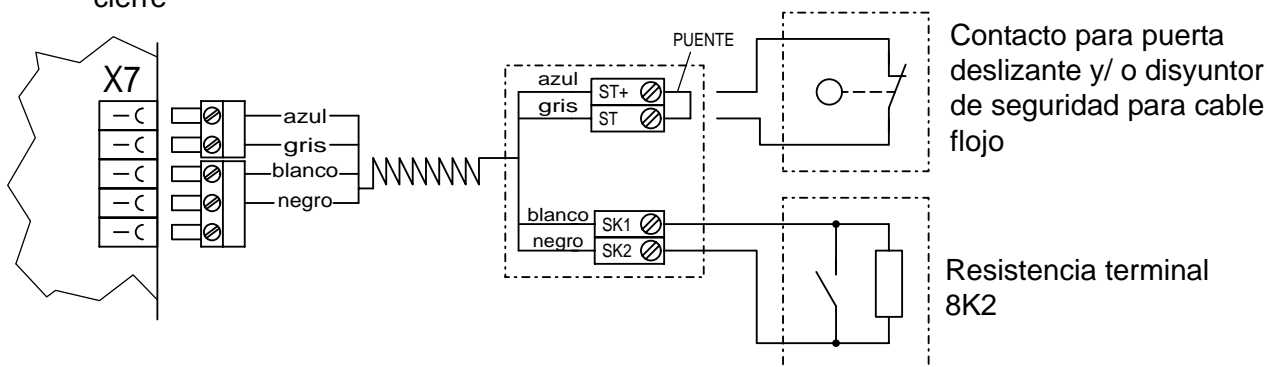 cierre
X7
azul
gris
blanco
negro
PUENTE
azul
gris
ST+
ST
blanco
negro
SK1
SK2
Contacto para puerta
deslizante y/ o disyuntor
de seguridad para cable
flojo
Resistencia terminal
8K2